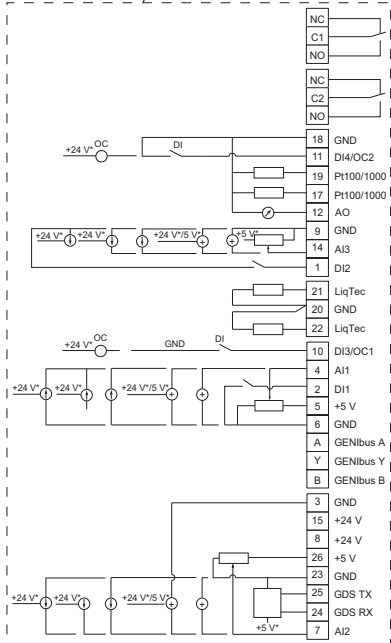 NC
C1
NO
NC
C2
NO
18 GND
+24 V* OC DI 11 DI4/OC2
19 Pt100/1000
17 Pt100/1000
12 AO
9 GND
+24 V* +24 V* +24 V*/5 V* +5 V* 14 AI3
1 DI2
21 LiqTec
20 GND
22 LiqTec
+24 V* OC GND DI 10 DI3/OC1
4 AI1
+24 V* +24 V* +24 V*/5 V* 2 DI1
5 +5 V
6 GND
A GENIbus A
Y GENIbus Y
B GENIbus B
3 GND
15 +24 V
8 +24 V
26 +5 V
23 GND
25 GDS TX
+24 V* +24 V* +24 V*/5 V* 24 GDS RX
+5 V* 7 AI2